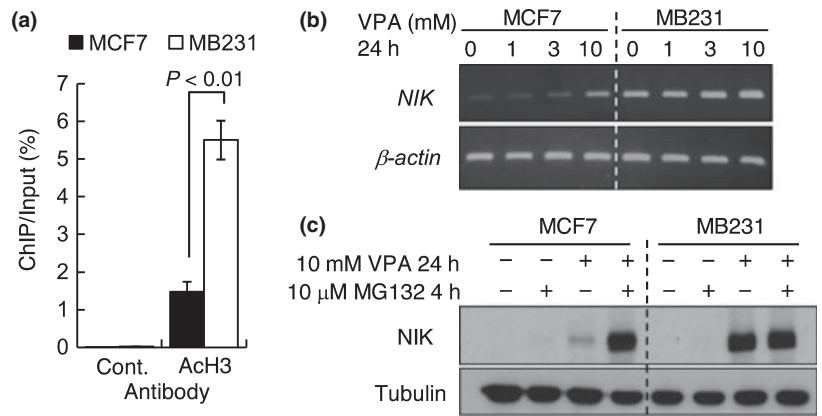 (a)
MCF7 MB231
P < 0.01
7
6
5
4
3
2
1
0
ChIP/Input (%)
Cont. AcH3
Antibody
(b)
VPA (mM) MCF7 MB231
24 h 0 1 3 10 0 1 3 10
NIK
β-actin
(c)
MCF7 MB231
10 mM VPA 24 h – – + + – – + +
10 μM MG132 4 h – + – + – + – +
NIK
Tubulin